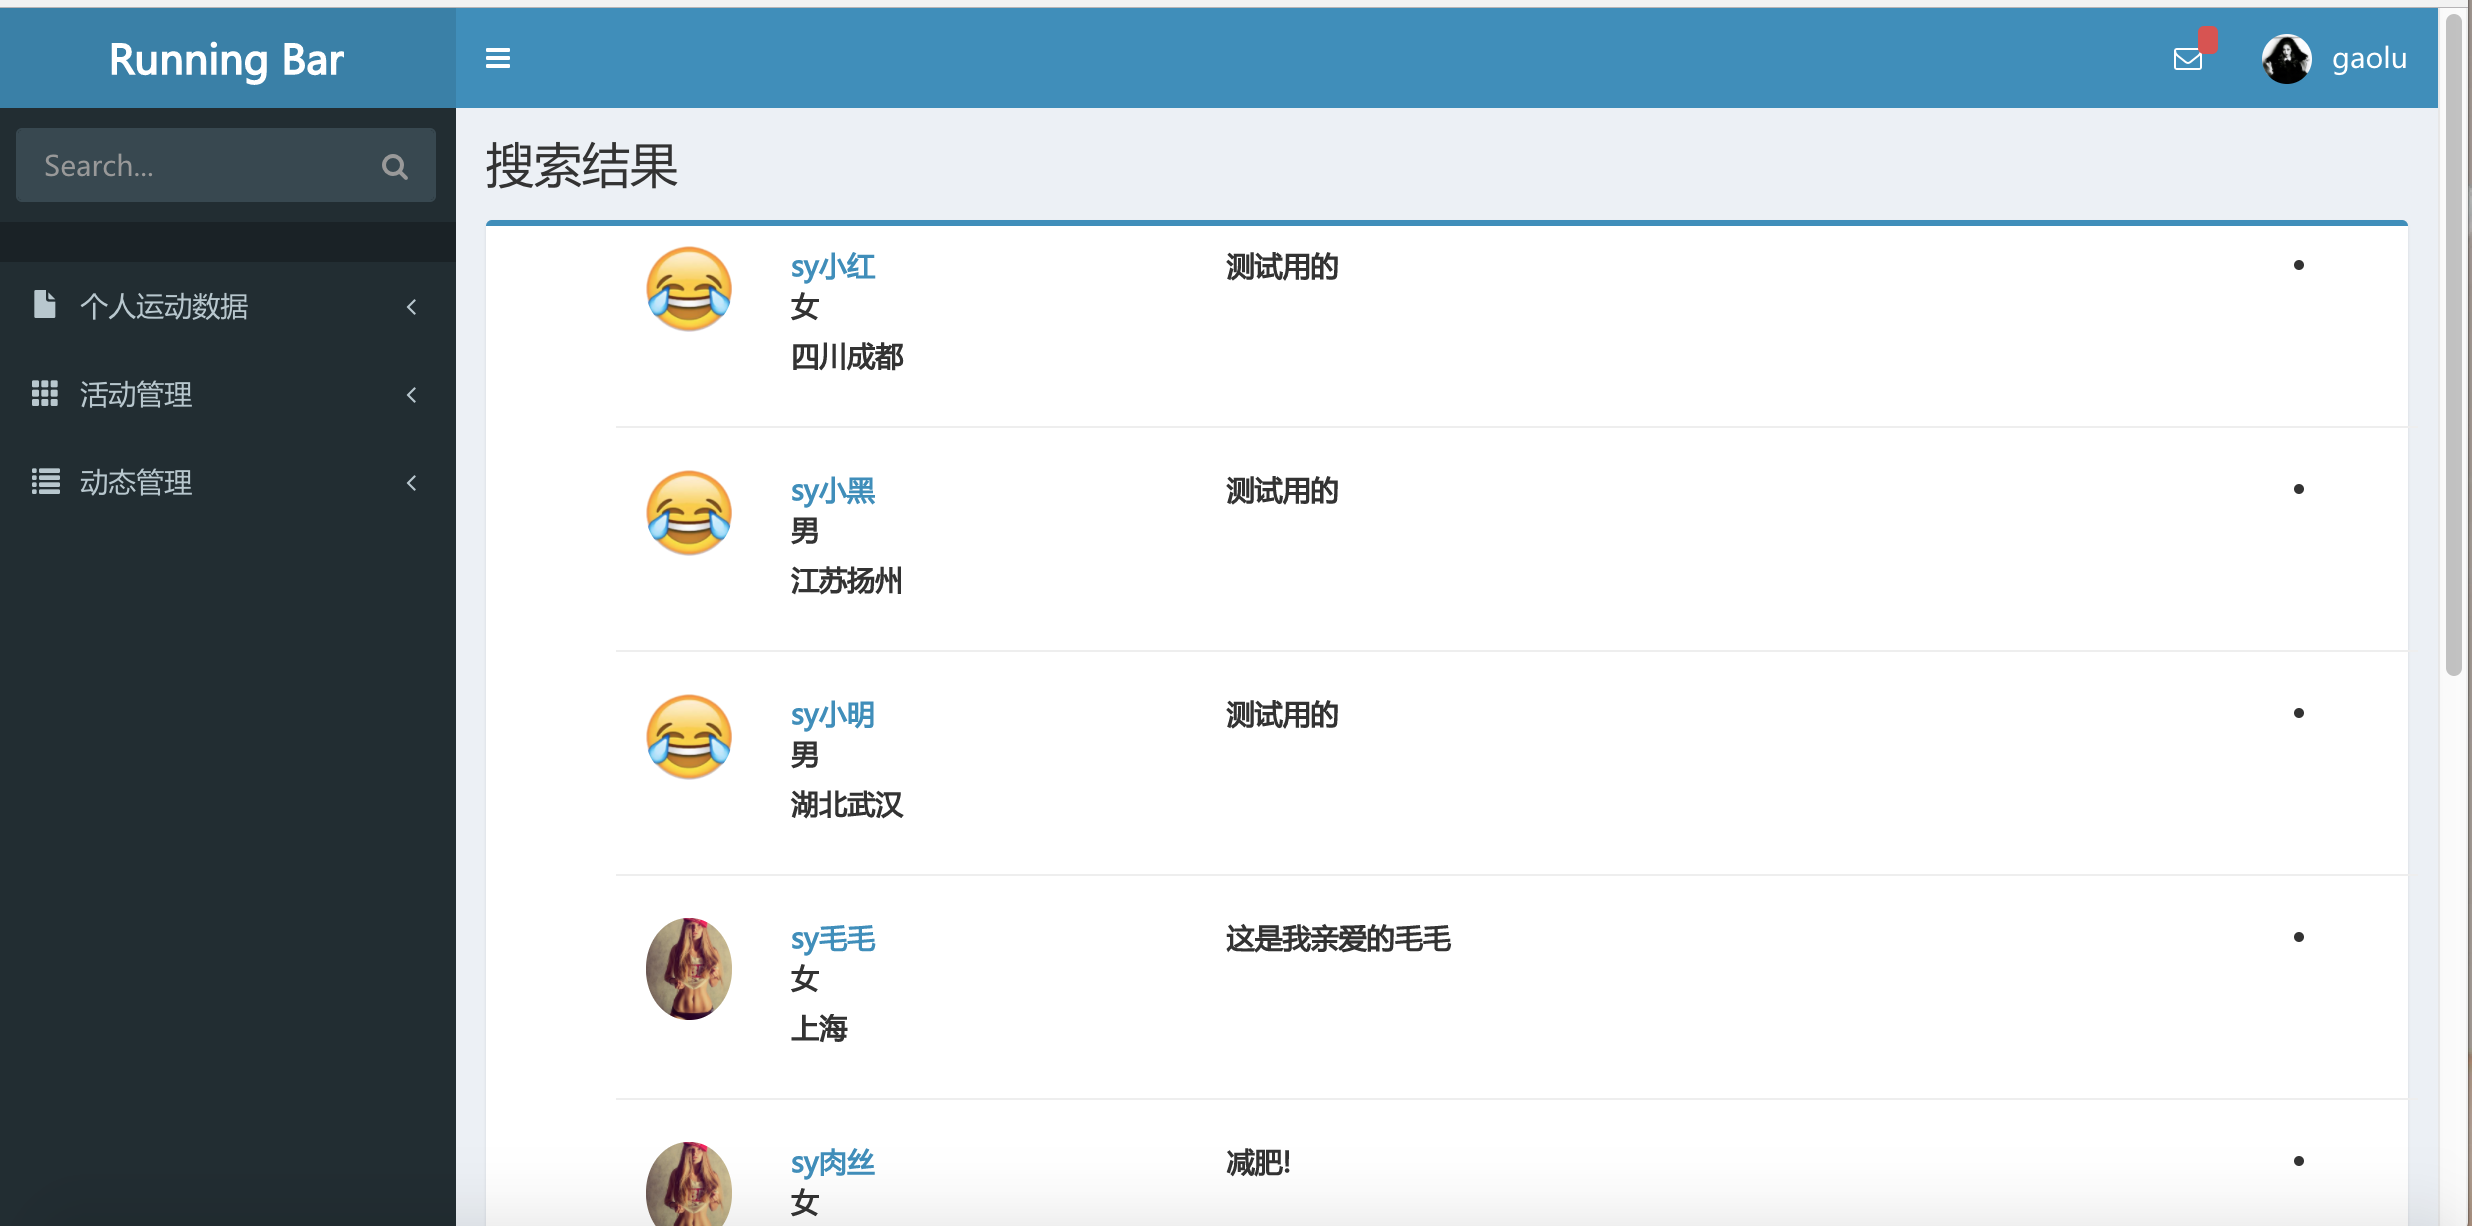 Running Bar
gaolu
Search...
个人运动数据
活动管理
动态管理
搜索结果
sy小红
测试用的
女
四川成都
sy小黑
测试用的
男
江苏扬州
sy小明
测试用的
男
湖北武汉
sy毛毛
这是我亲爱的毛毛
女
上海
sy肉丝
减肥!
女